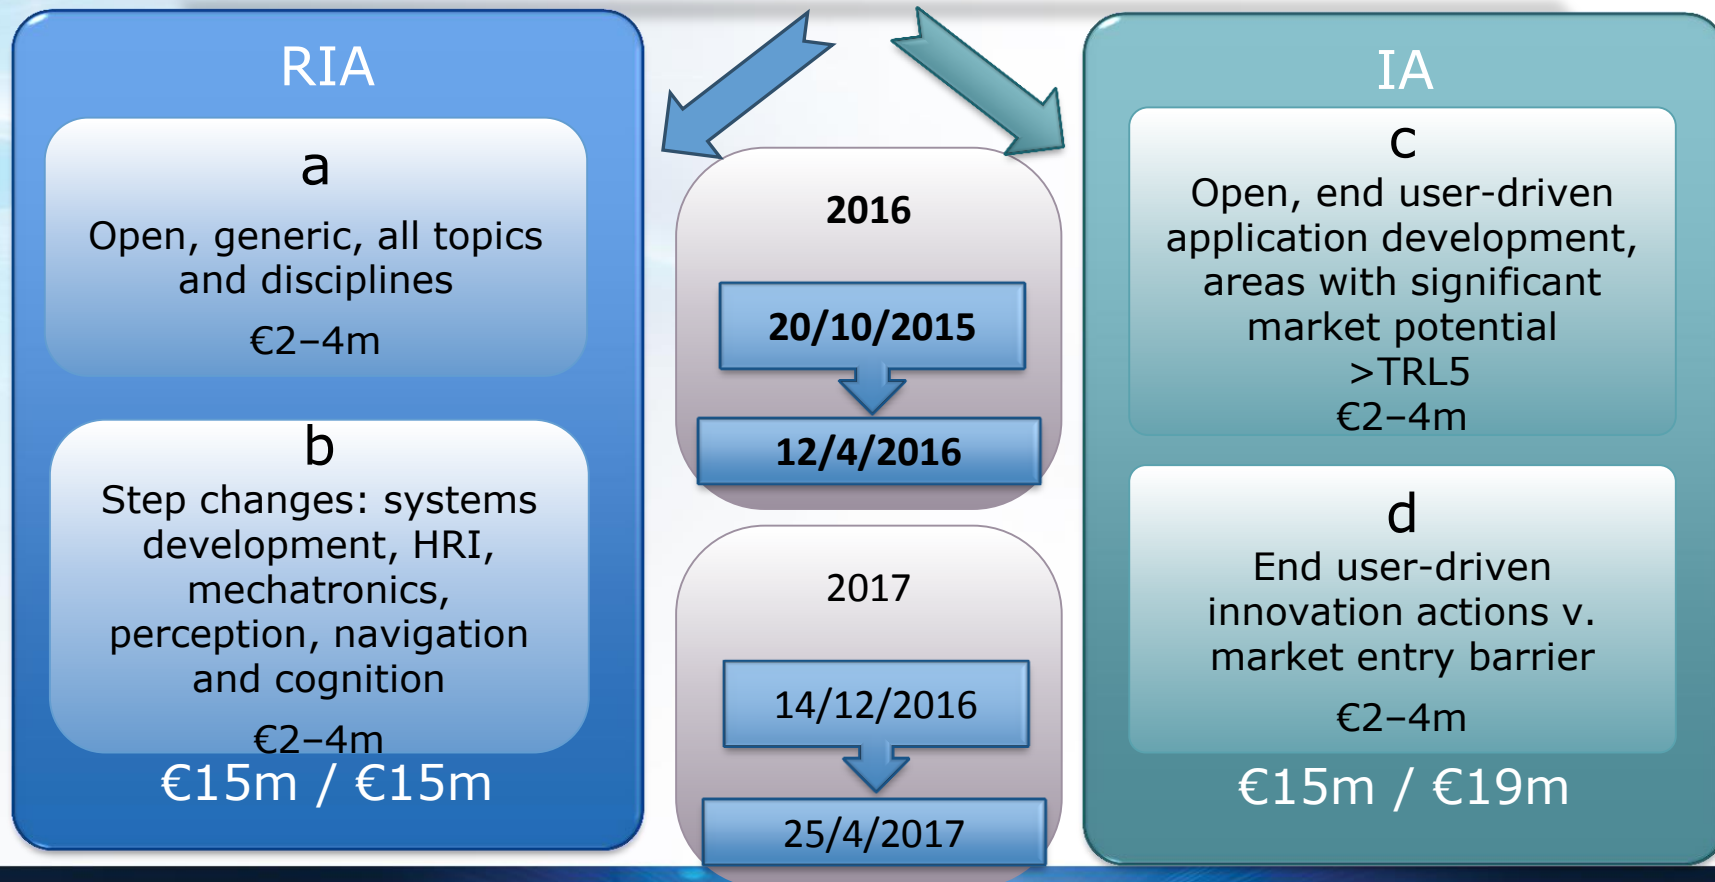 RIA
a
Open, generic, all topics
and disciplines
€2–4m
b
Step changes: systems
development, HRI,
mechatronics,
perception, navigation
and cognition
€2–4m
€15m / €15m
2016
20/10/2015
12/4/2016
2017
14/12/2016
25/4/2017
IA
c
Open, end user-driven
application development,
areas with significant
market potential
>TRL5
€2–4m
d
End user-driven
innovation actions v.
market entry barrier
€2–4m
€15m / €19m